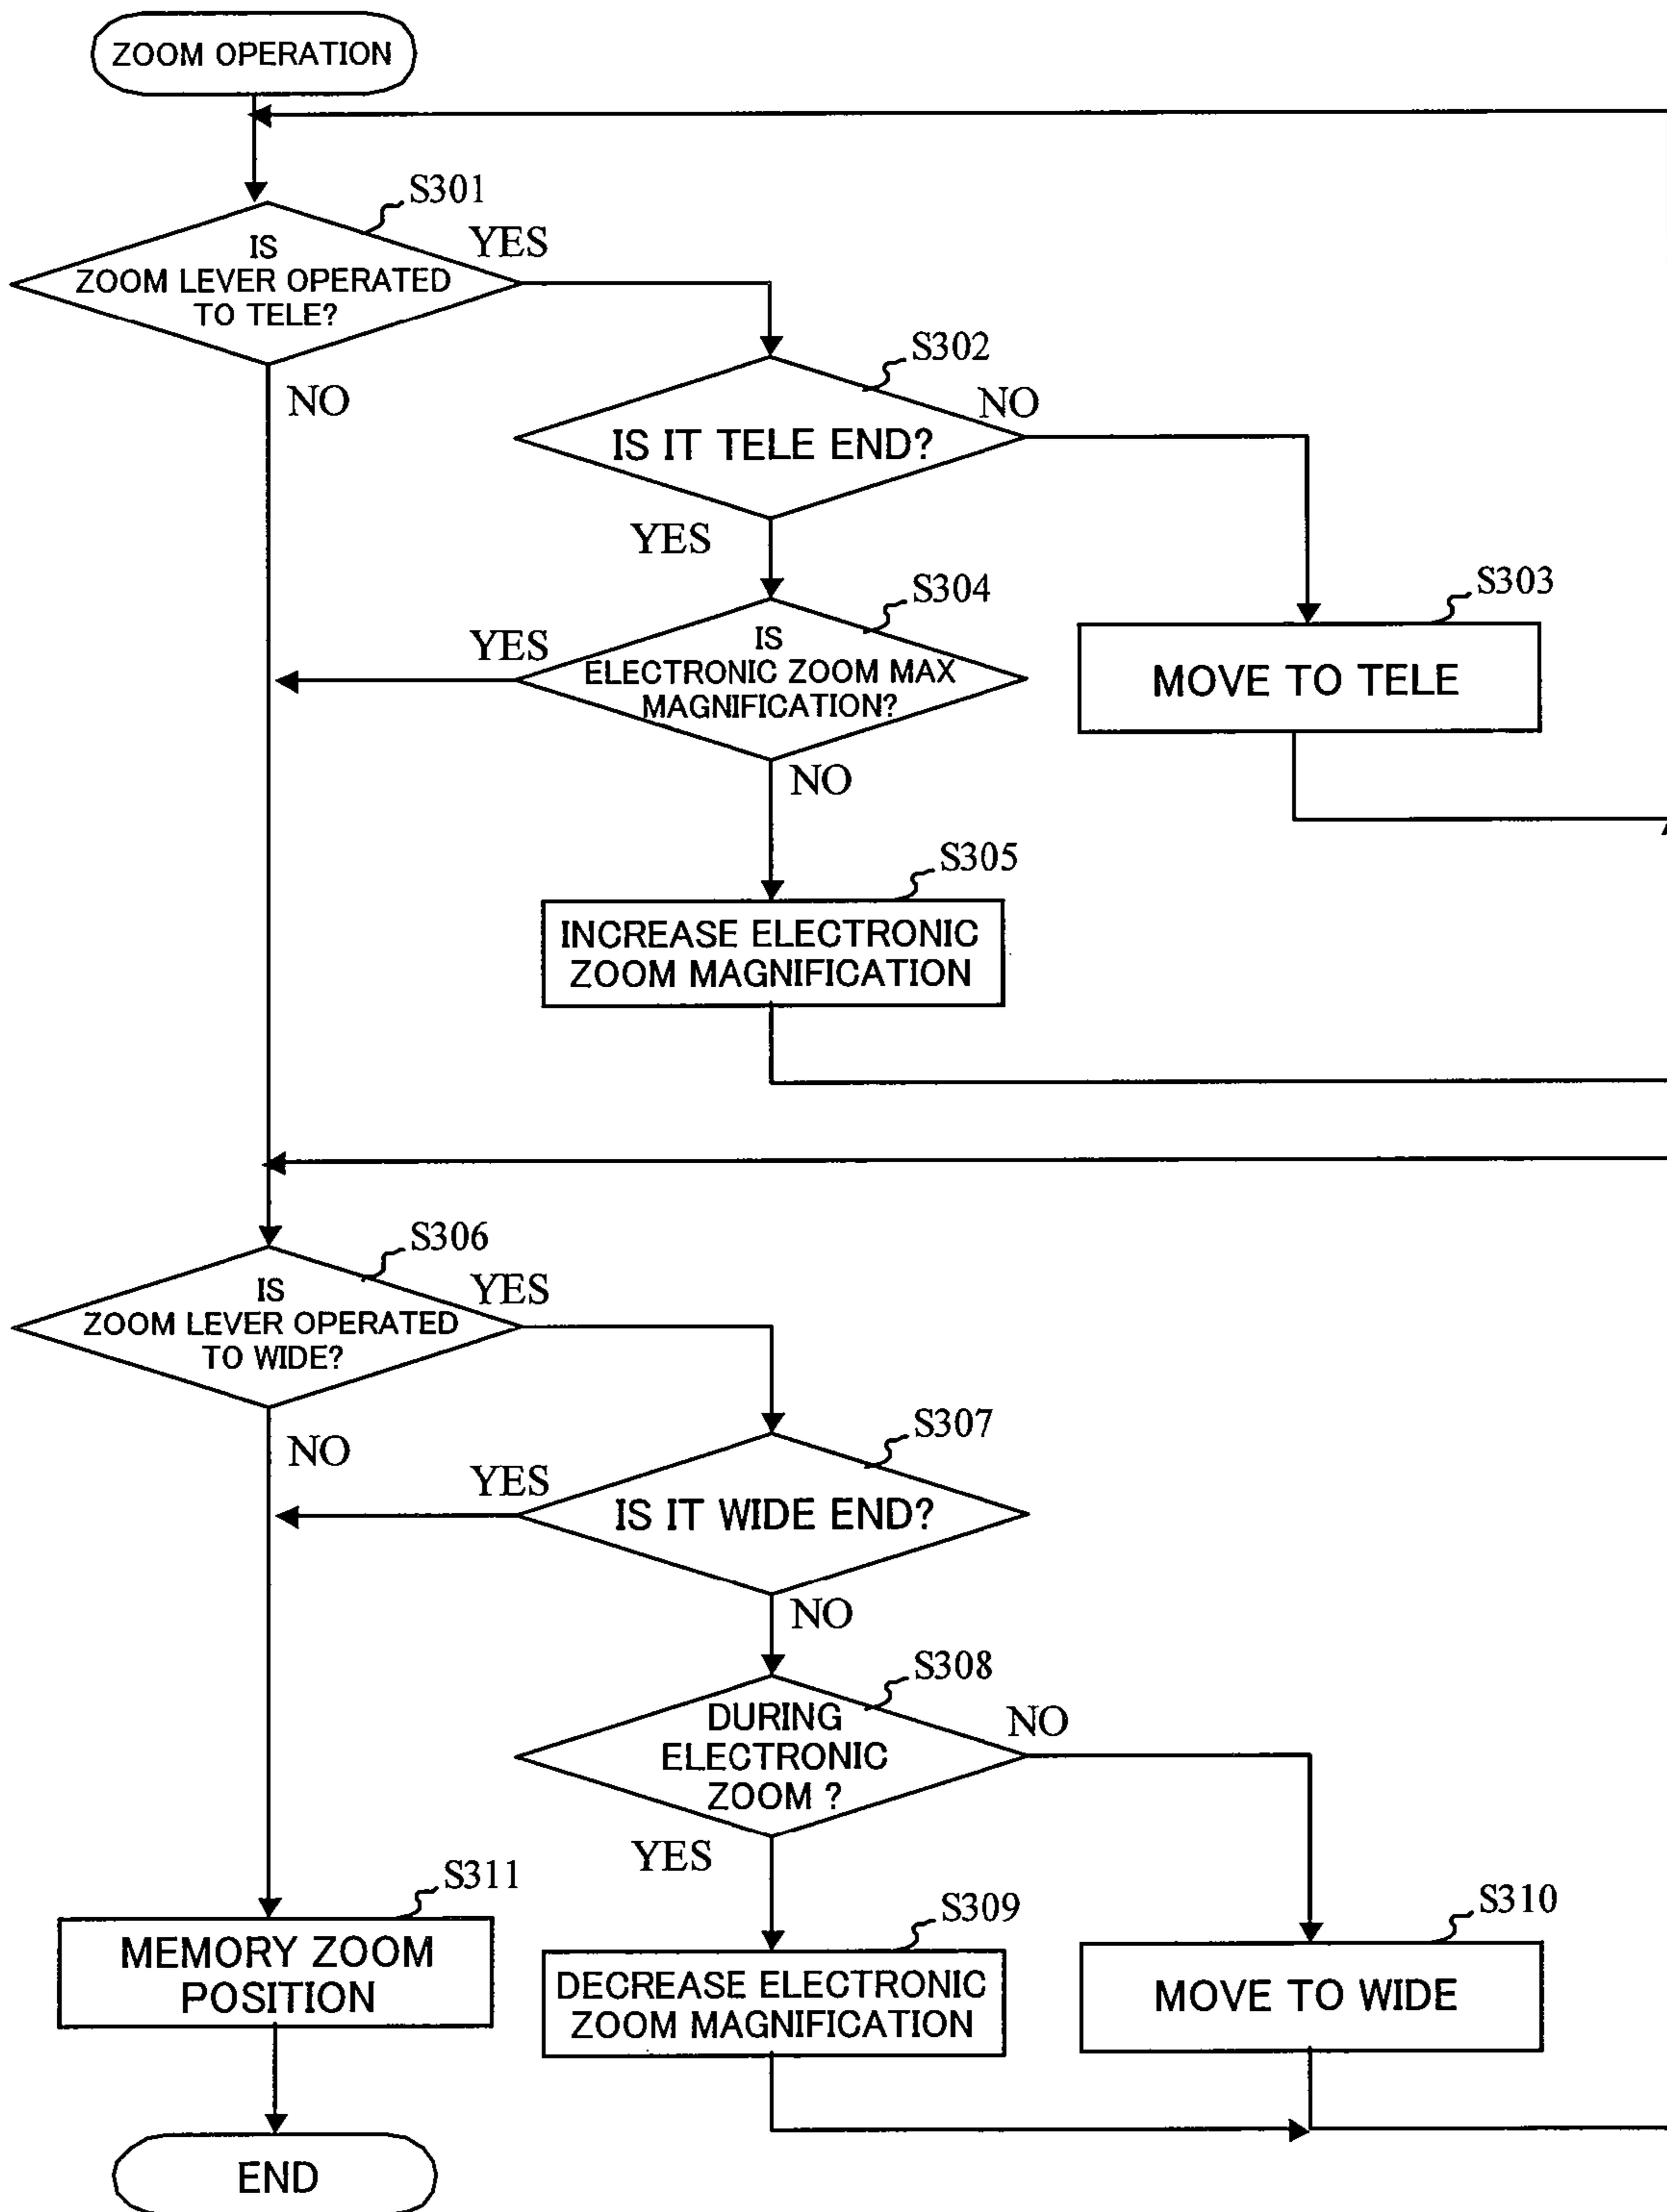 ZOOM OPERATION
S301
IS
ZOOM LEVER OPERATED
TO TELE?
YES
NO
S302
IS IT TELE END?
NO
YES
S303
MOVE TO TELE
S304
IS
ELECTRONIC ZOOM MAX
MAGNIFICATION?
YES
NO
S305
INCREASE ELECTRONIC
ZOOM MAGNIFICATION
S306
IS
ZOOM LEVER OPERATED
TO WIDE?
YES
NO
S307
IS IT WIDE END?
YES
NO
S308
DURING
ELECTRONIC
ZOOM ?
NO
YES
S309
DECREASE ELECTRONIC
ZOOM MAGNIFICATION
S310
MOVE TO WIDE
S311
MEMORY ZOOM
POSITION
END